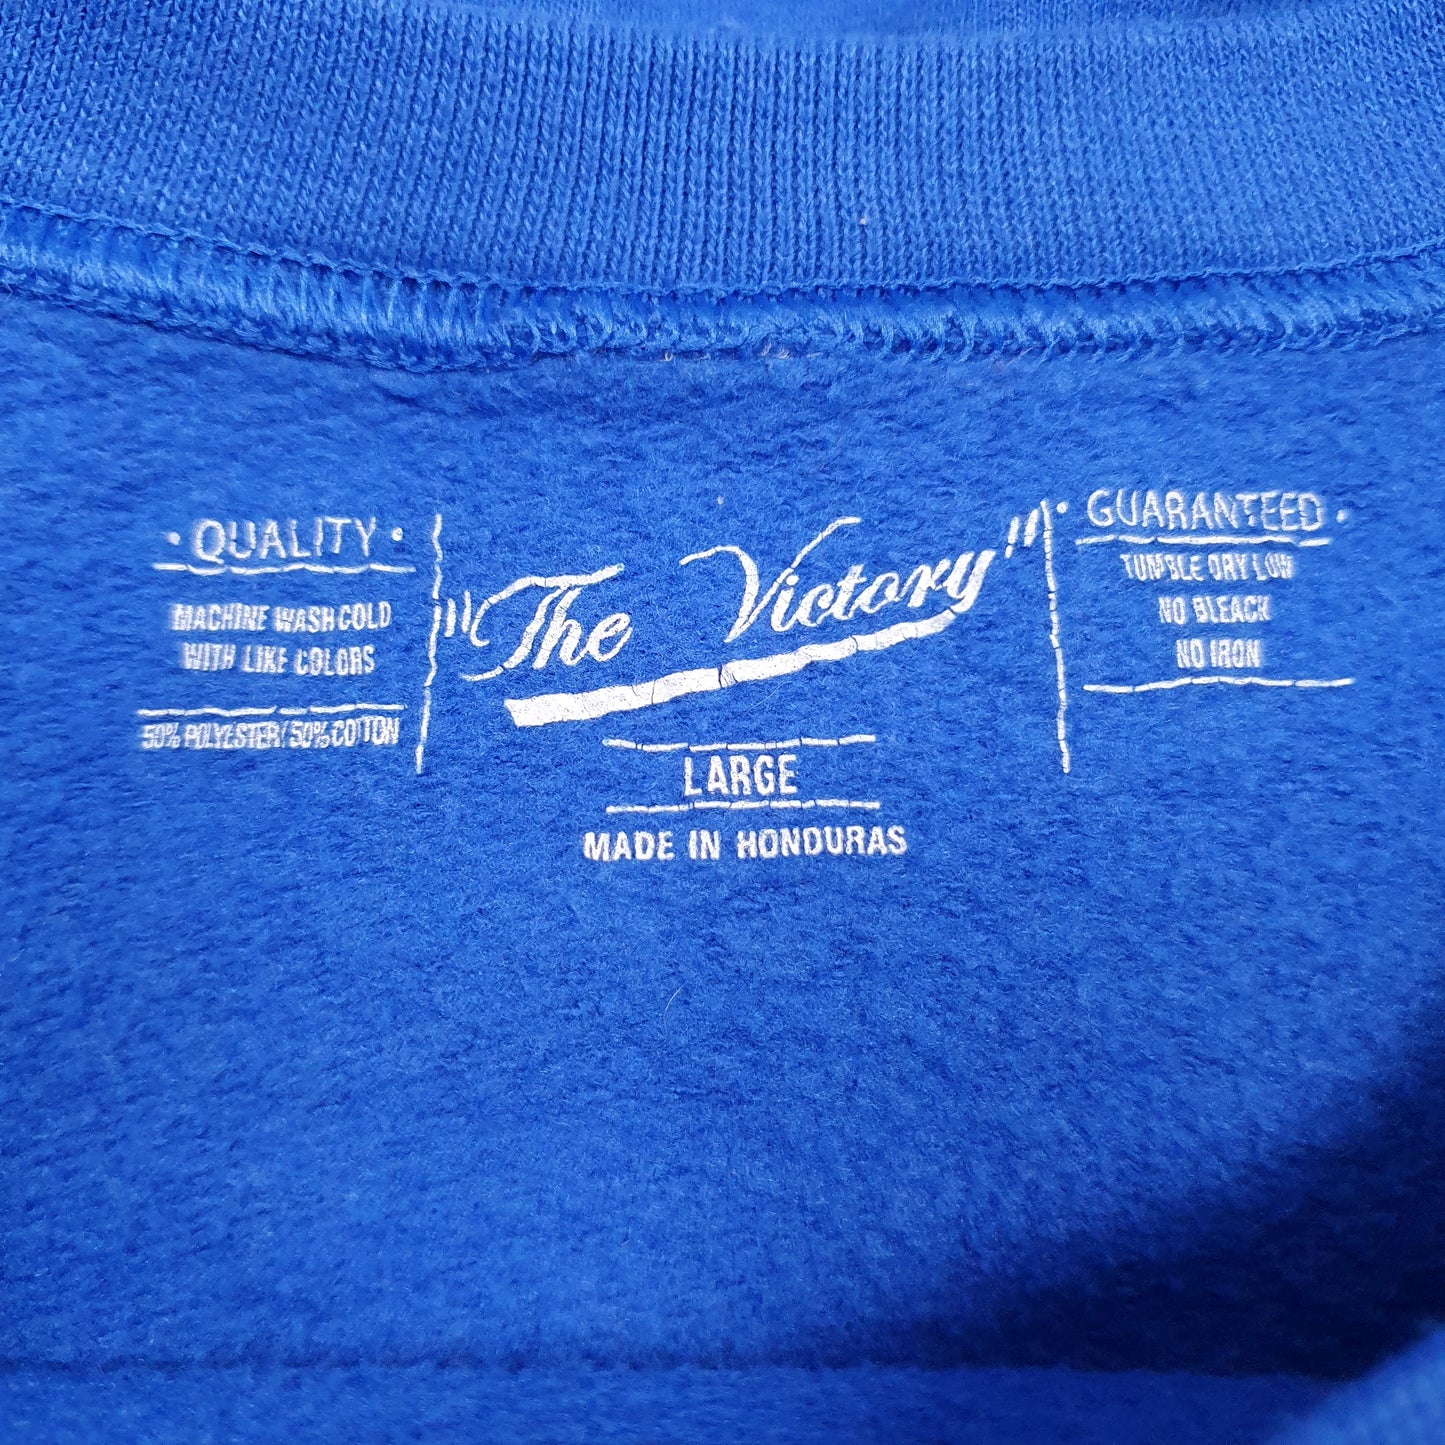 · QUALITY ·
MACHINE WASH COLD
WITH LIKE COLORS
50% POLYESTER/50% COTTON
"The Victory"
LARGE
MADE IN HONDURAS
· GUARANTEED ·
TUMBLE DRY LOW
NO BLEACH
NO IRON